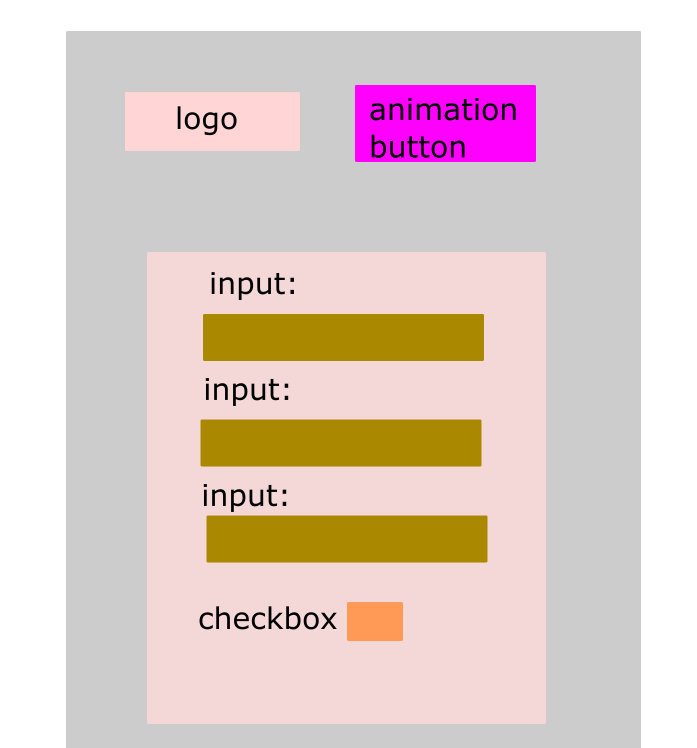 logo
animation
button
input:
input:
input:
checkbox